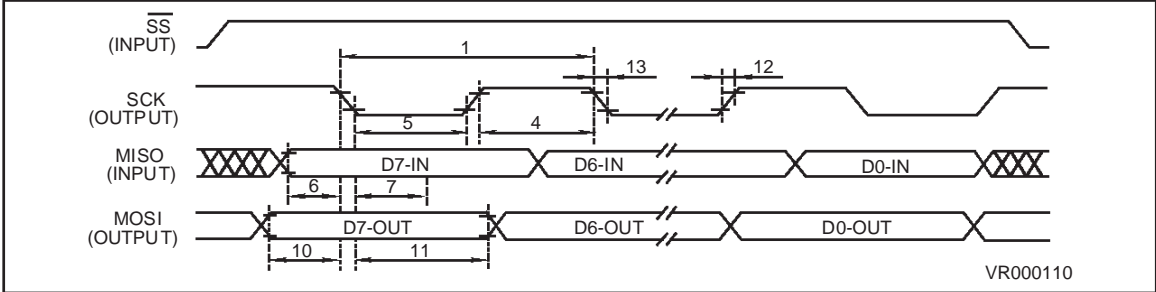 SS
(INPUT)
1
13
12
SCK
(OUTPUT)
5
4
MISO
(INPUT)
D7-IN
D6-IN
D0-IN
6
7
MOSI
(OUTPUT)
D7-OUT
D6-OUT
D0-OUT
10
11
VR000110